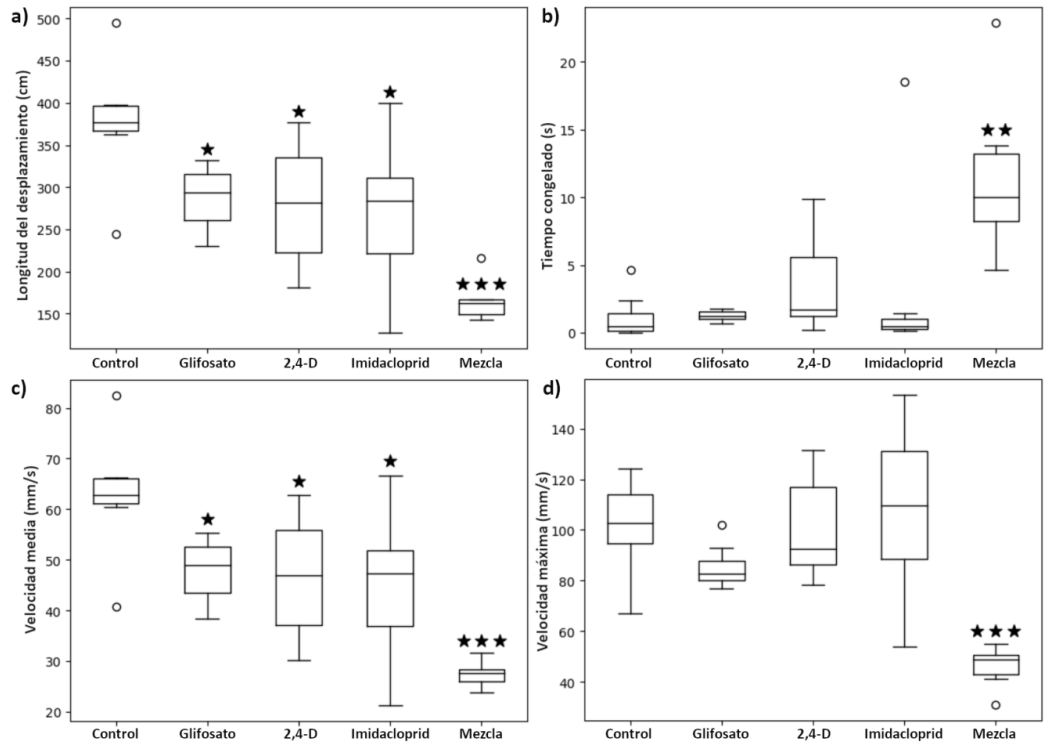 a)
Longitud del desplazamiento (cm)
500
450
400
350
300
250
200
150
Control Glifosato 2,4-D Imidacloprid Mezcla
b)
Tiempo congelado (s)
20
15
10
5
0
Control Glifosato 2,4-D Imidacloprid Mezcla
c)
Velocidad media (mm/s)
80
70
60
50
40
30
20
Control Glifosato 2,4-D Imidacloprid Mezcla
d)
Velocidad máxima (mm/s)
140
120
100
80
60
40
Control Glifosato 2,4-D Imidacloprid Mezcla